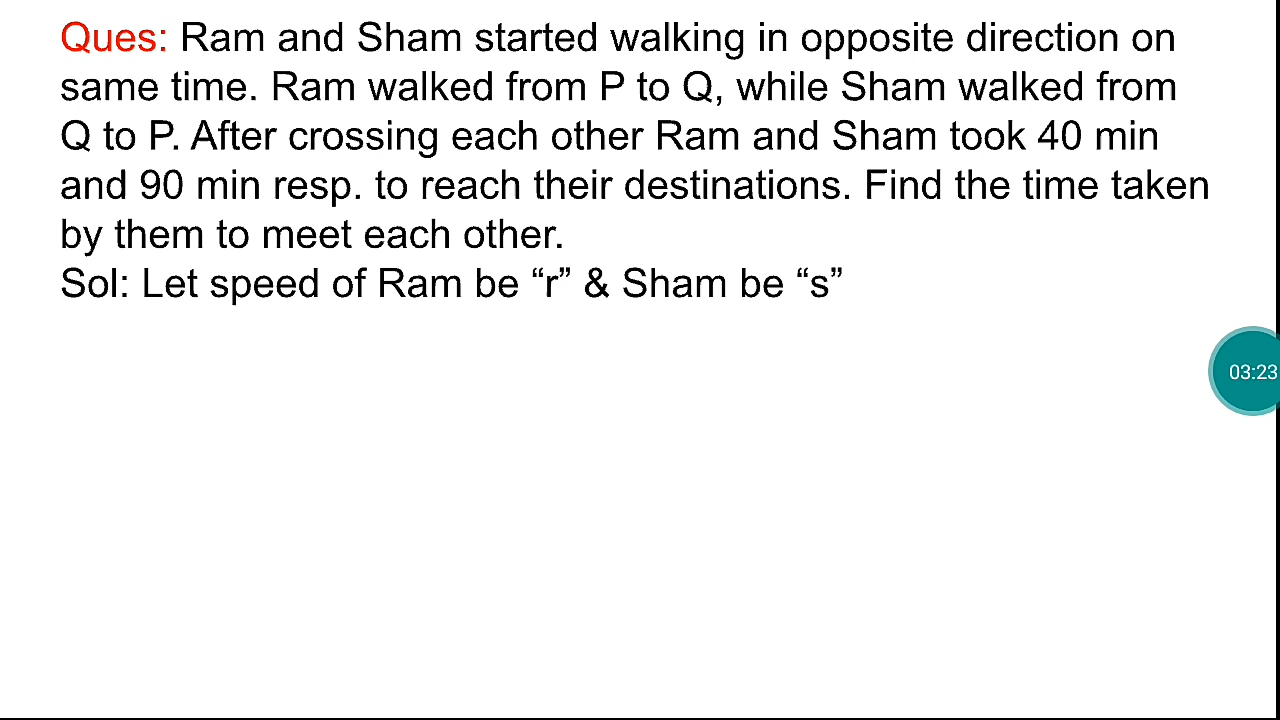 Ques: Ram and Sham started walking in opposite direction on
same time. Ram walked from P to Q, while Sham walked from
Q to P. After crossing each other Ram and Sham took 40 min
and 90 min resp. to reach their destinations. Find the time taken
by them to meet each other.
Sol: Let speed of Ram be “r” & Sham be “s”
03:23